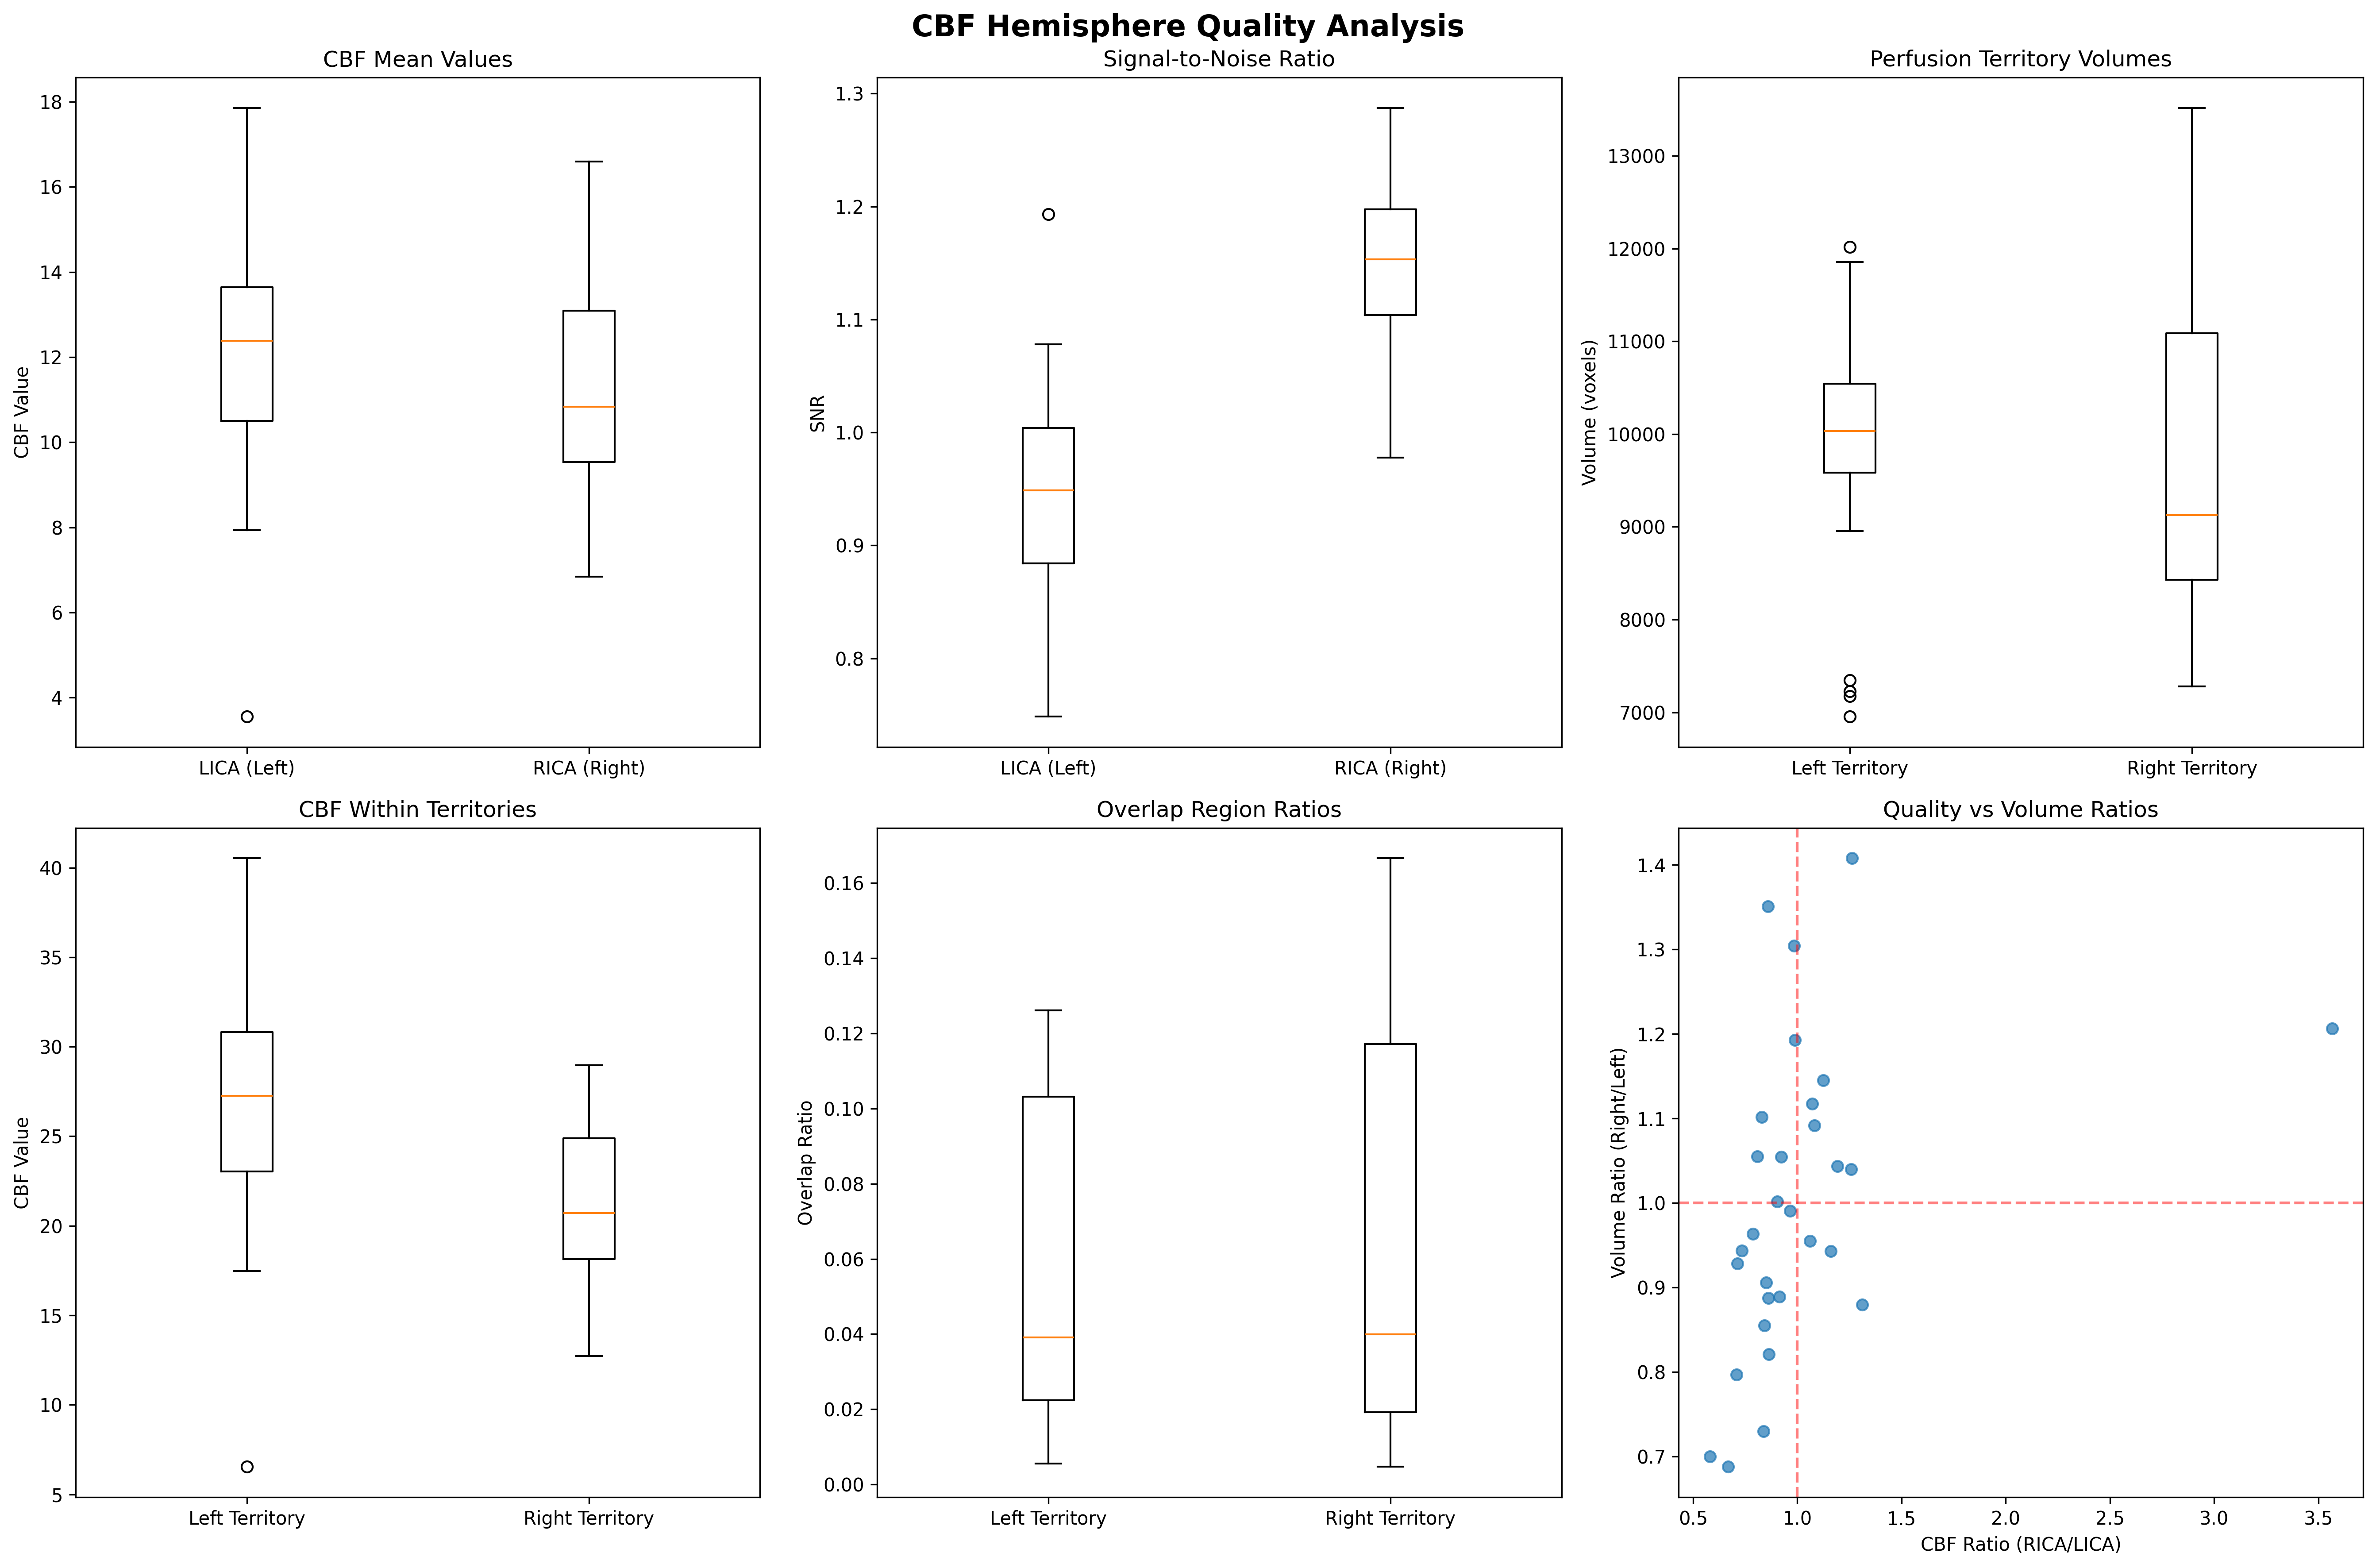 CBF Hemisphere Quality Analysis
CBF Mean Values
CBF Value
18
16
14
12
10
8
6
4
LICA (Left)
RICA (Right)
Signal-to-Noise Ratio
SNR
1.3
1.2
1.1
1.0
0.9
0.8
LICA (Left)
RICA (Right)
Perfusion Territory Volumes
Volume (voxels)
13000
12000
11000
10000
9000
8000
7000
Left Territory
Right Territory
CBF Within Territories
CBF Value
40
35
30
25
20
15
10
5
Left Territory
Right Territory
Overlap Region Ratios
Overlap Ratio
0.16
0.14
0.12
0.10
0.08
0.06
0.04
0.02
0.00
Left Territory
Right Territory
Quality vs Volume Ratios
Volume Ratio (Right/Left)
1.4
1.3
1.2
1.1
1.0
0.9
0.8
0.7
0.5
1.0
1.5
2.0
2.5
3.0
3.5
CBF Ratio (RICA/LICA)